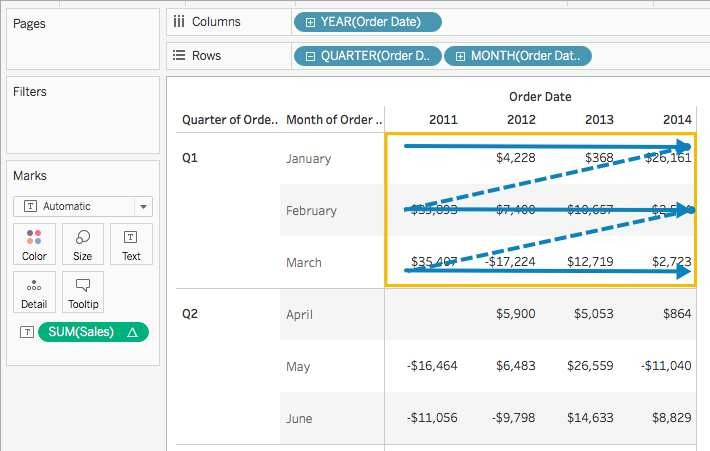 Pages
iii Columns
YEAR(Order Date)
Rows
QUARTER(Order D.. MONTH(Order Dat..
Filters
Marks
Automatic
Color Size Text
Detail Tooltip
SUM(Sales) Δ
Order Date
Quarter of Orde.. Month of Order .. 2011 2012 2013 2014
Q1 January $4,228 $368 $26,161
February $10,657
March $35,407 -$17,224 $12,719 $2,723
Q2 April $5,900 $5,053 $864
May -$16,464 $6,483 $26,559 -$11,040
June -$11,056 -$9,798 $14,633 $8,829